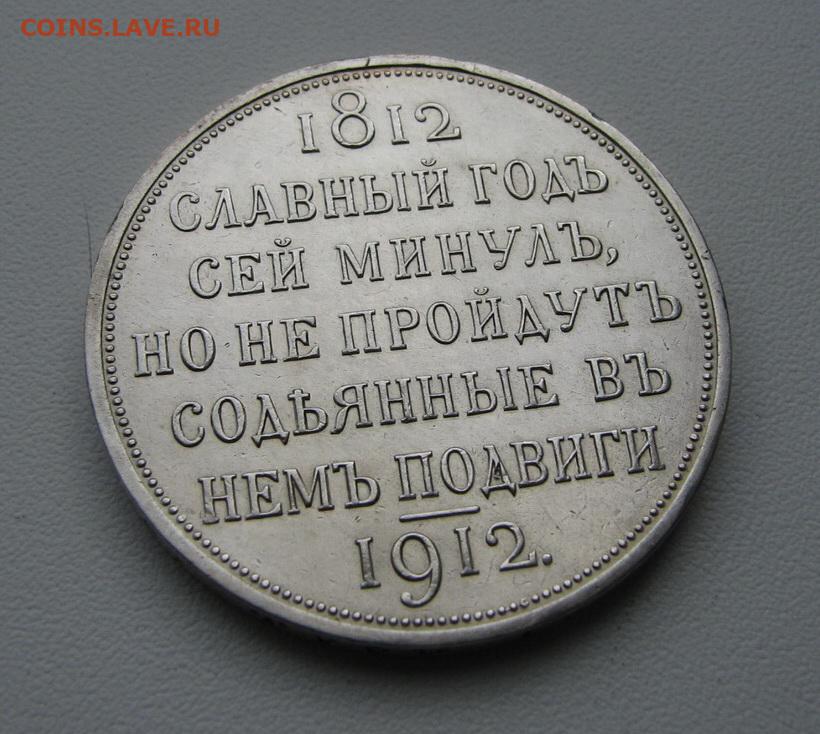 COINS.LAVE.RU
1812
СЛАВНЫЙ ГОДЪ
СЕЙ МИНУЛЪ,
НО НЕ ПРОЙДУТЪ
СОДѢЯННЫЕ ВЪ
НЕМЪ ПОДВИГИ
1912.